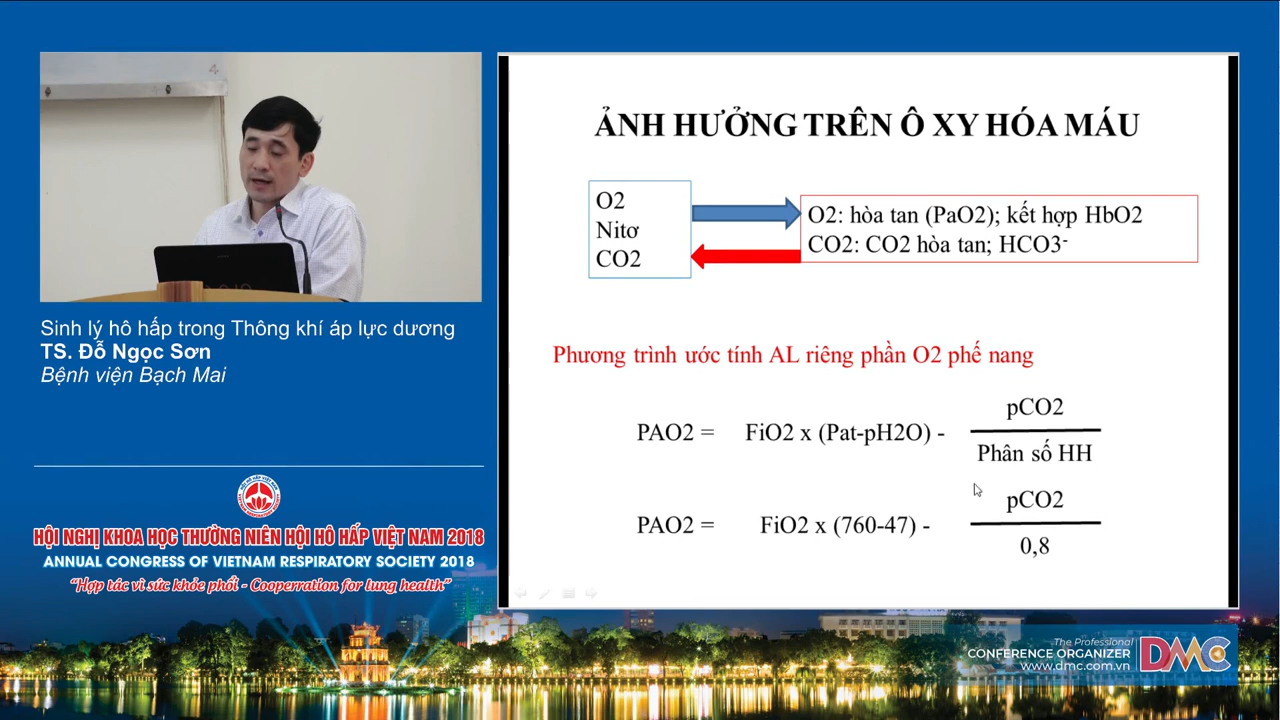 Sinh lý hô hấp trong Thông khí áp lực dương
TS. Đỗ Ngọc Sơn
Bệnh viện Bạch Mai
HỘI HÔ HẤP VIỆT NAM
HỘI NGHỊ KHOA HỌC THƯỜNG NIÊN HỘI HÔ HẤP VIỆT NAM 2018
ANNUAL CONGRESS OF VIETNAM RESPIRATORY SOCIETY 2018
“Hợp tác vì sức khỏe phổi - Cooperration for lung health”
ẢNH HƯỞNG TRÊN Ô XY HÓA MÁU
O2
Nitơ
CO2
O2: hòa tan (PaO2); kết hợp HbO2
CO2: CO2 hòa tan; HCO3-
Phương trình ước tính AL riêng phần O2 phế nang
PAO2 = FiO2 x (Pat-pH2O) - pCO2
Phân số HH
PAO2 = FiO2 x (760-47) - pCO2
0,8
The Professional
CONFERENCE ORGANIZER
www.dmc.com.vn
DMC